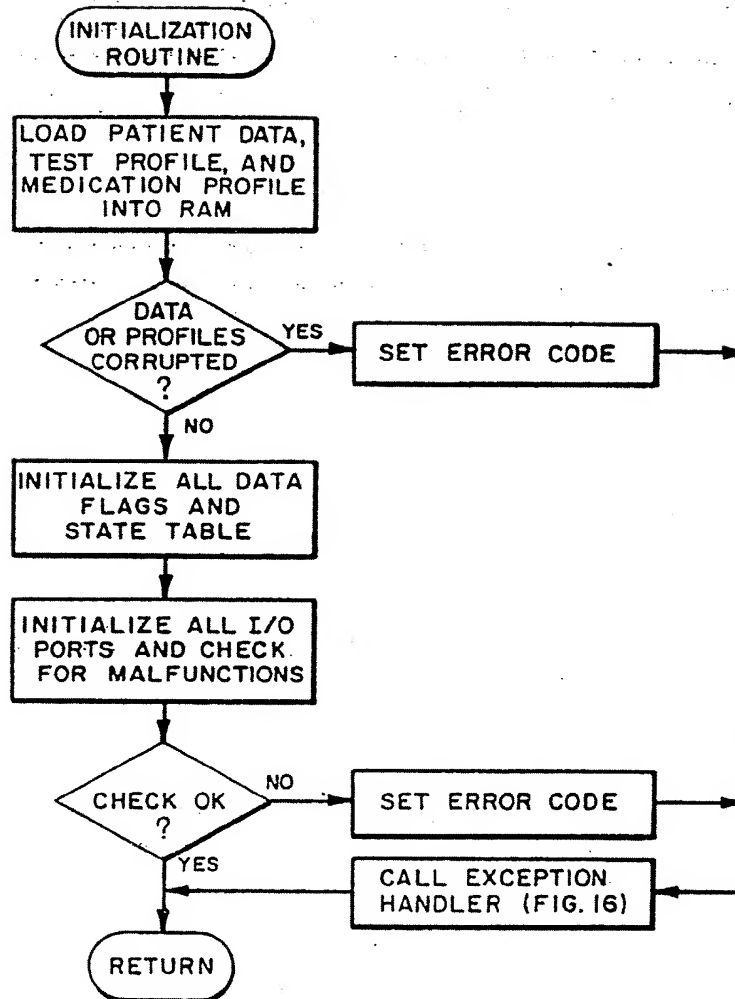 INITIALIZATION
ROUTINE
LOAD PATIENT DATA,
TEST PROFILE, AND
MEDICATION PROFILE
INTO RAM
DATA
OR PROFILES
CORRUPTED
?
YES
SET ERROR CODE
NO
INITIALIZE ALL DATA
FLAGS AND
STATE TABLE
INITIALIZE ALL I/O
PORTS AND CHECK
FOR MALFUNCTIONS
CHECK OK
?
NO
SET ERROR CODE
YES
CALL EXCEPTION
HANDLER (FIG. 16)
RETURN